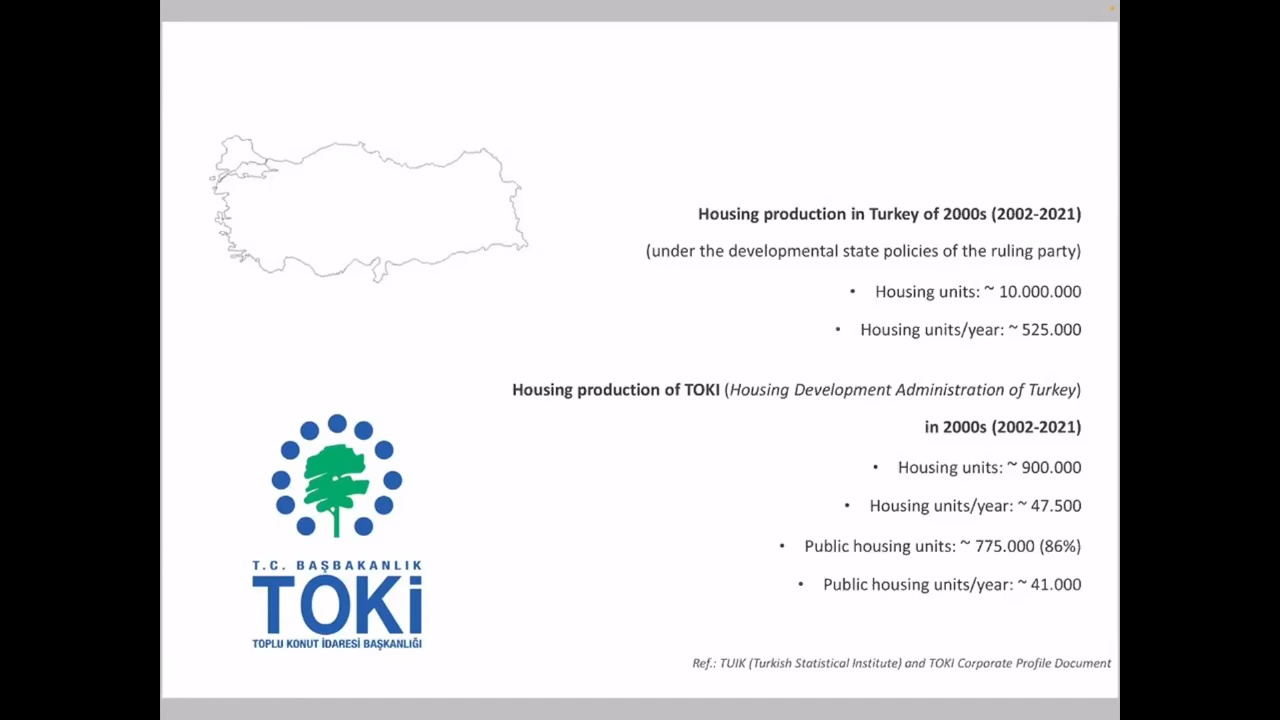 Housing production in Turkey of 2000s (2002-2021)
(under the developmental state policies of the ruling party)
• Housing units: ~ 10.000.000
• Housing units/year: ~ 525.000
Housing production of TOKI (Housing Development Administration of Turkey)
in 2000s (2002-2021)
• Housing units: ~ 900.000
• Housing units/year: ~ 47.500
• Public housing units: ~ 775.000 (86%)
• Public housing units/year: ~ 41.000
T.C. BAŞBAKANLIK
TOKİ
TOPLU KONUT İDARESİ BAŞKANLIĞI
Ref.: TUIK (Turkish Statistical Institute) and TOKI Corporate Profile Document